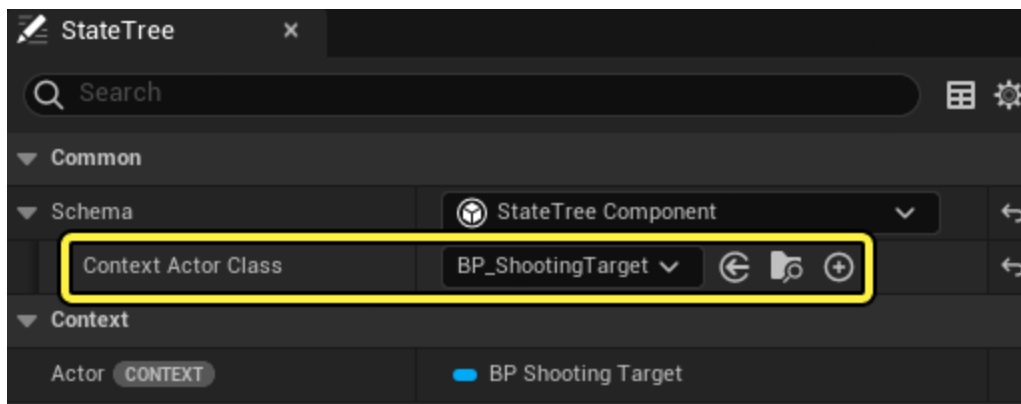 StateTree
Search
Common
Schema StateTree Component
Context Actor Class BP_ShootingTarget
Context
Actor CONTEXT BP Shooting Target